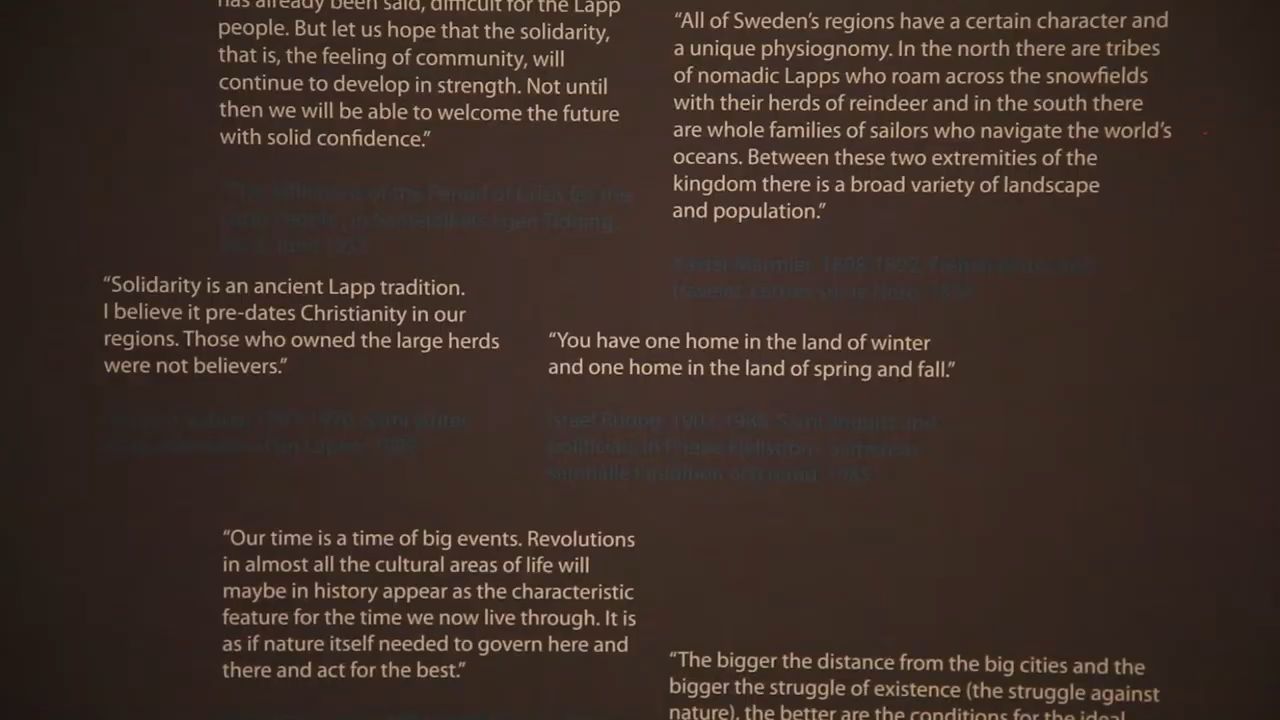 has already been said, difficult for the Lapp
people. But let us hope that the solidarity,
that is, the feeling of community, will
continue to develop in strength. Not until
then we will be able to welcome the future
with solid confidence.”
“All of Sweden’s regions have a certain character and
a unique physiognomy. In the north there are tribes
of nomadic Lapps who roam across the snowfields
with their herds of reindeer and in the south there
are whole families of sailors who navigate the world’s
oceans. Between these two extremities of the
kingdom there is a broad variety of landscape
and population.”
“Solidarity is an ancient Lapp tradition.
I believe it pre-dates Christianity in our
regions. Those who owned the large herds
were not believers.”
“You have one home in the land of winter
and one home in the land of spring and fall.”
“Our time is a time of big events. Revolutions
in almost all the cultural areas of life will
maybe in history appear as the characteristic
feature for the time we now live through. It is
as if nature itself needed to govern here and
there and act for the best.”
“The bigger the distance from the big cities and the
bigger the struggle of existence (the struggle against
nature), the better are the conditions for the ideal